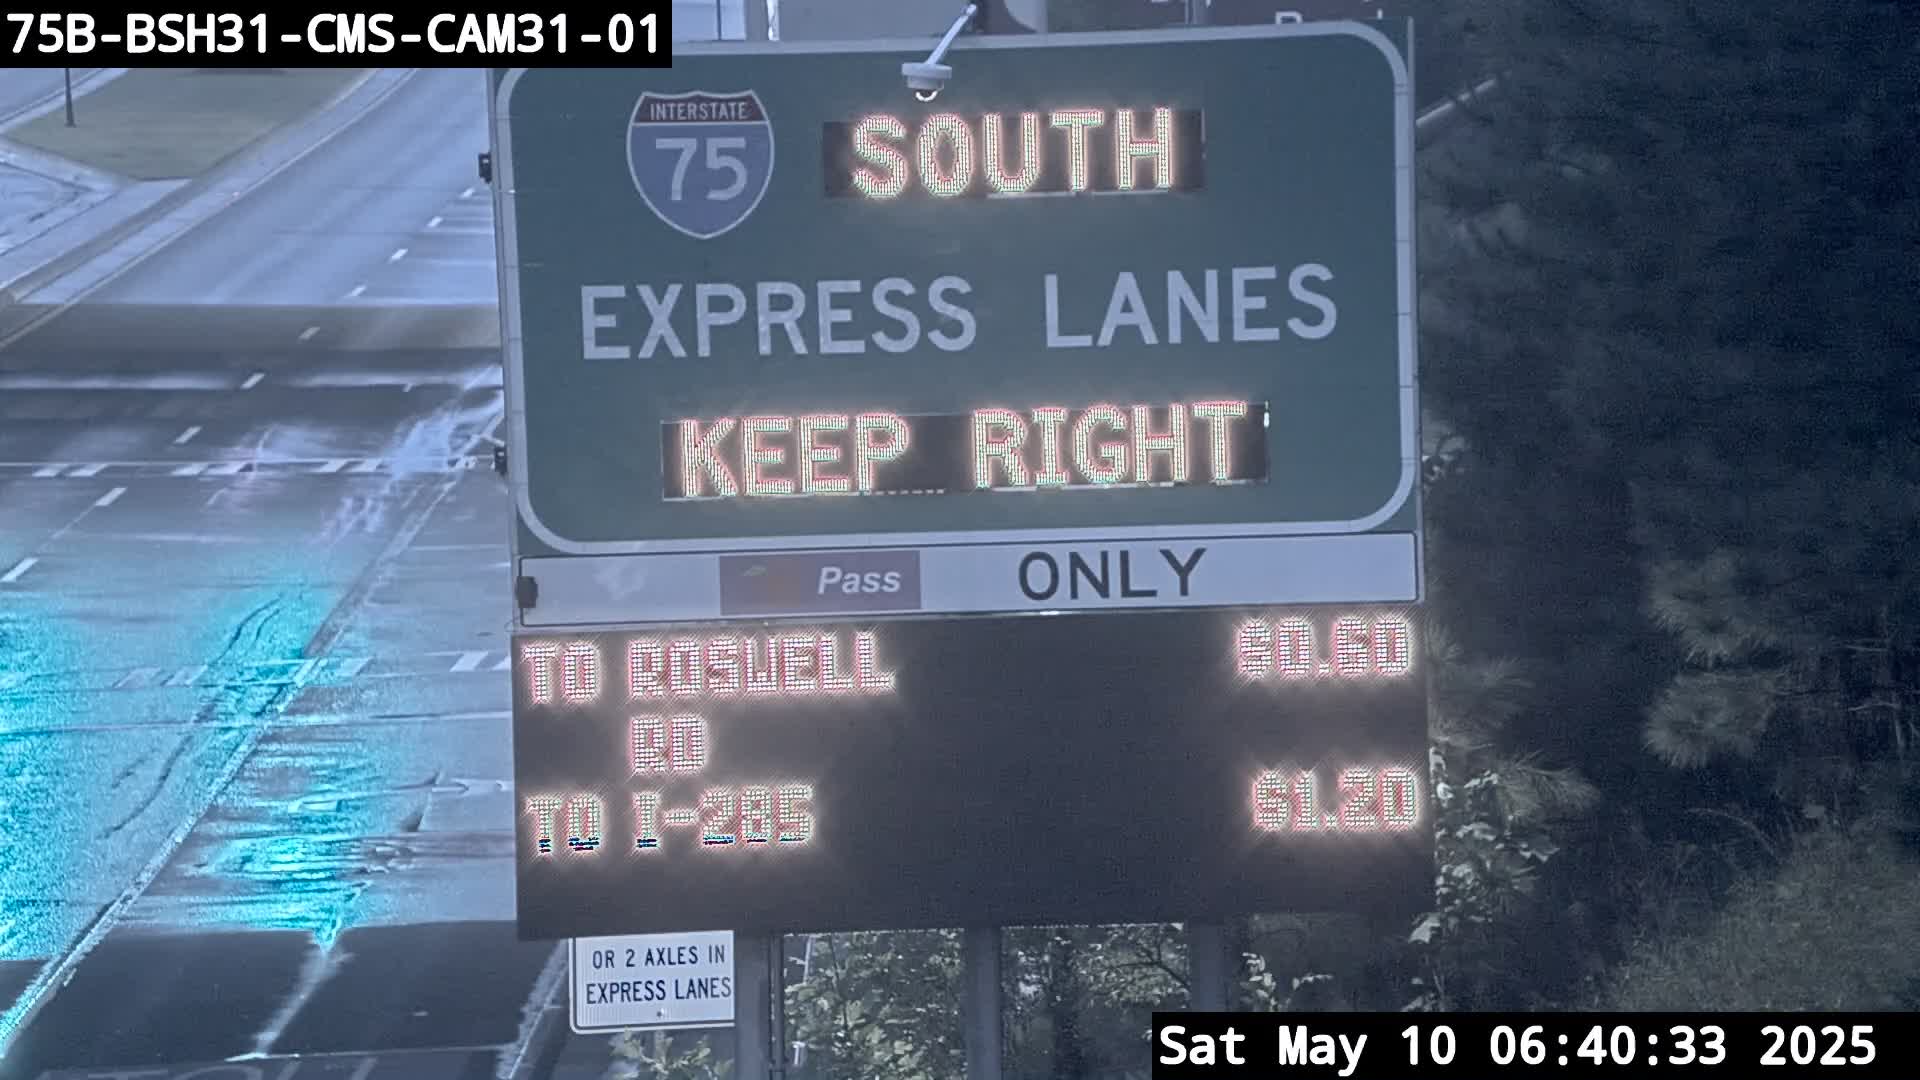 75B-BSH31-CMS-CAM31-01
INTERSTATE
75
SOUTH
EXPRESS LANES
KEEP RIGHT
Pass ONLY
TO ROSWELL $0.60
RD
TO I-285 $1.20
OR 2 AXLES IN
EXPRESS LANES
Sat May 10 06:40:33 2025